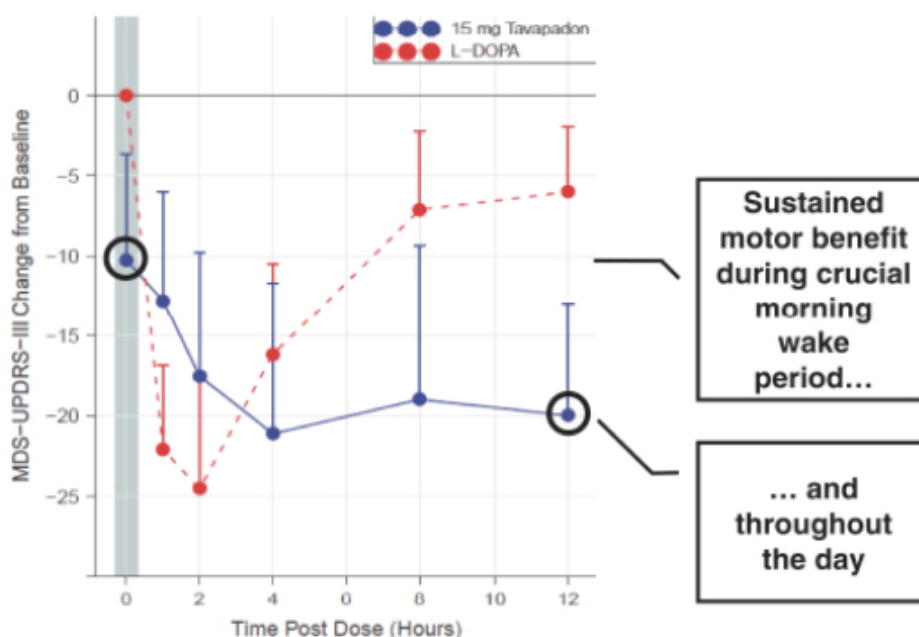 15 mg Tavapadon
L-DOPA
MDS-UPDRS-III Change from Baseline
0
-5
-10
-15
-20
-25
0
2
4
6
8
10
12
Time Post Dose (Hours)
Sustained
motor benefit
during crucial
morning
wake
period...
... and
throughout
the day